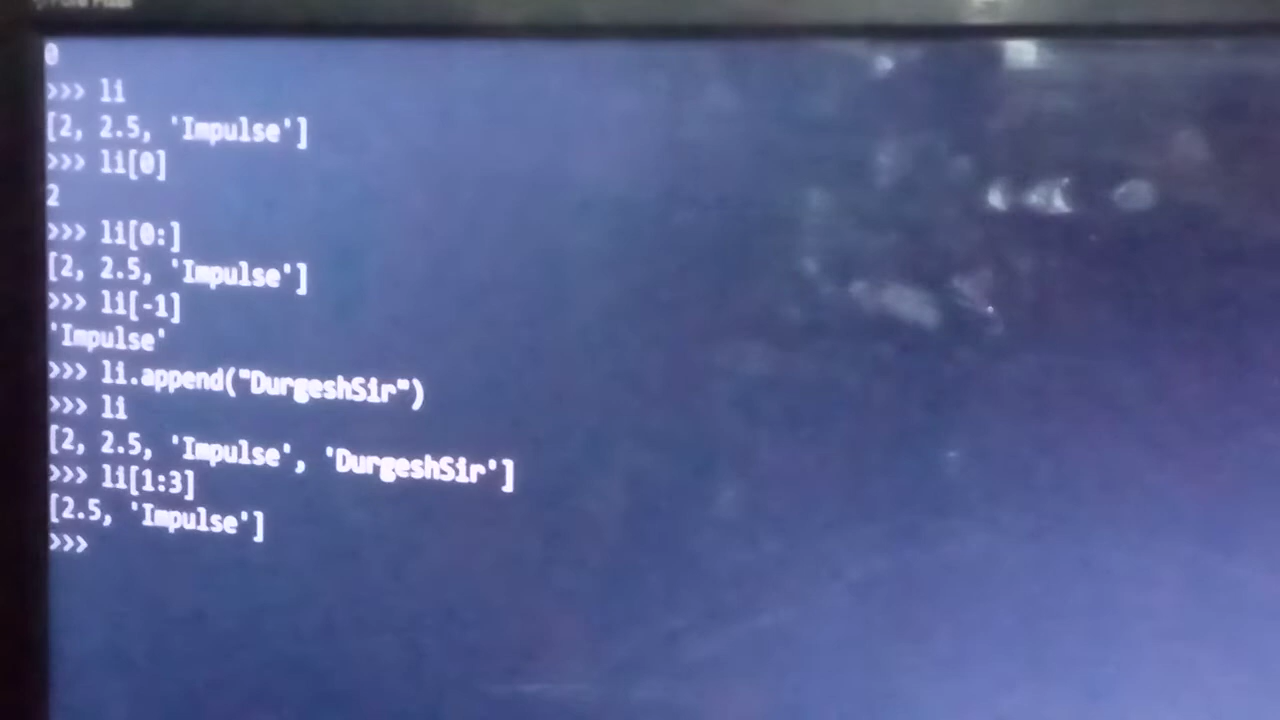 0
>>> li
[2, 2.5, 'Impulse']
>>> li[0]
2
>>> li[0:]
[2, 2.5, 'Impulse']
>>> li[-1]
'Impulse'
>>> li.append("DurgeshSir")
>>> li
[2, 2.5, 'Impulse', 'DurgeshSir']
>>> li[1:3]
[2.5, 'Impulse']
>>>